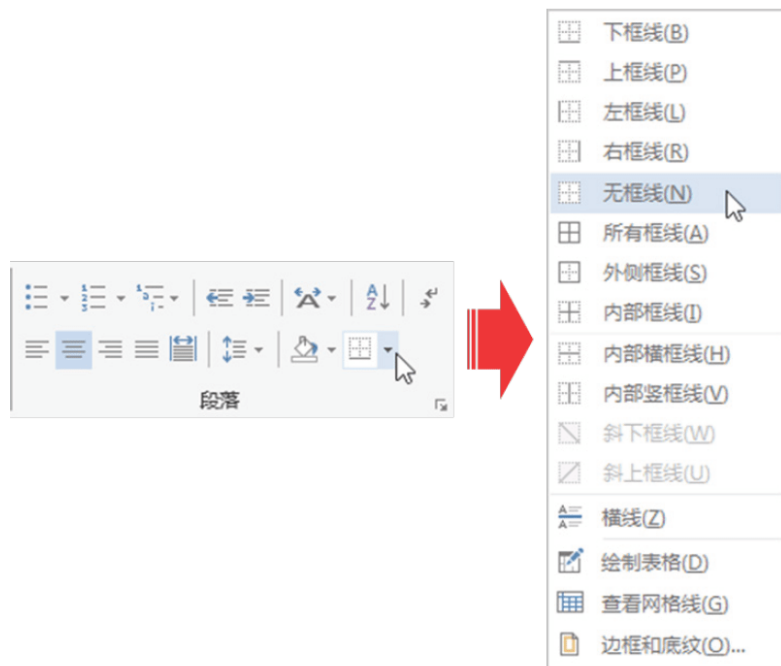 段落
下框线(B)
上框线(P)
左框线(L)
右框线(R)
无框线(N)
所有框线(A)
外侧框线(S)
内部框线(I)
内部横框线(H)
内部竖框线(V)
斜下框线(W)
斜上框线(U)
横线(Z)
绘制表格(D)
查看网格线(G)
边框和底纹(O)...